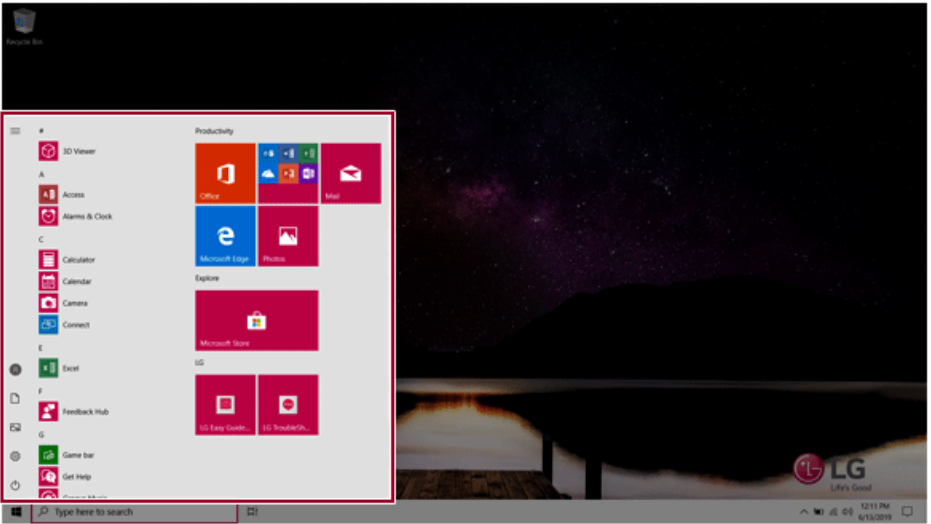 Recycle Bin
#
3D Viewer
A
Access
Alarms & Clock
C
Calculator
Calendar
Camera
Connect
E
Excel
F
Feedback Hub
G
Game bar
Get Help
Groove Music
Productivity
Office
Mail
Microsoft Edge
Photos
Explore
Microsoft Store
LG
LG Easy Guide...
LG TroubleSh...
LG
Life's Good
Type here to search
12:11 PM
6/13/2019